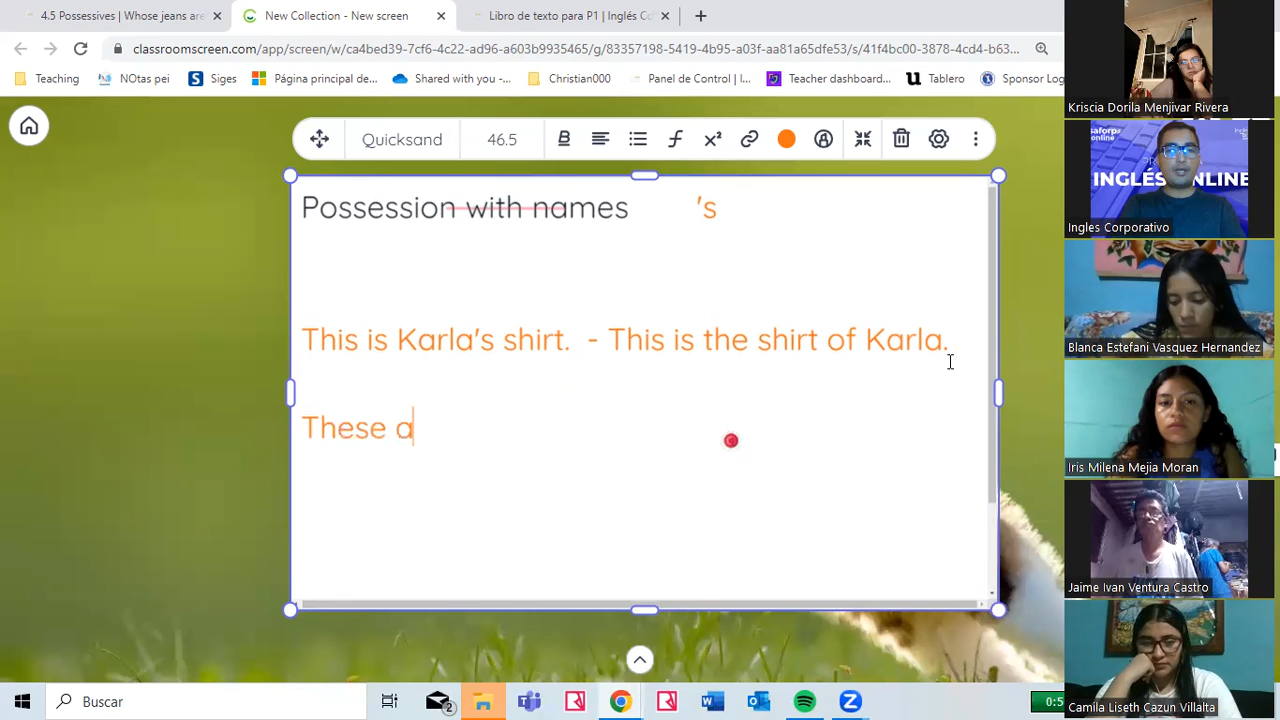 4.5 Possessives | Whose jeans are
New Collection - New screen
Libro de texto para P1 | Inglés Co
classroomscreen.com/app/screen/w/ca4bed39-7cf6-4c22-ad96-a603b9935465/g/83357198-5419-4b95-a03f-aa81a65dfe53/s/41f4bc00-3878-4cd4-b63...
Teaching
NOtas pei
Siges
Página principal de...
Shared with you -...
Christian000
Panel de Control | I...
Teacher dashboard...
Tablero
Sponsor Log
Quicksand
46.5
Possession with names 's
This is Karla's shirt. - This is the shirt of Karla.
These a
Kriscia Dorila Menjivar Rivera
INGLÉS ONLINE
Ingles Corporativo
Blanca Estefani Vasquez Hernandez
Iris Milena Mejia Moran
Jaime Ivan Ventura Castro
Camila Liseth Cazun Villalta
Buscar
2
0:5